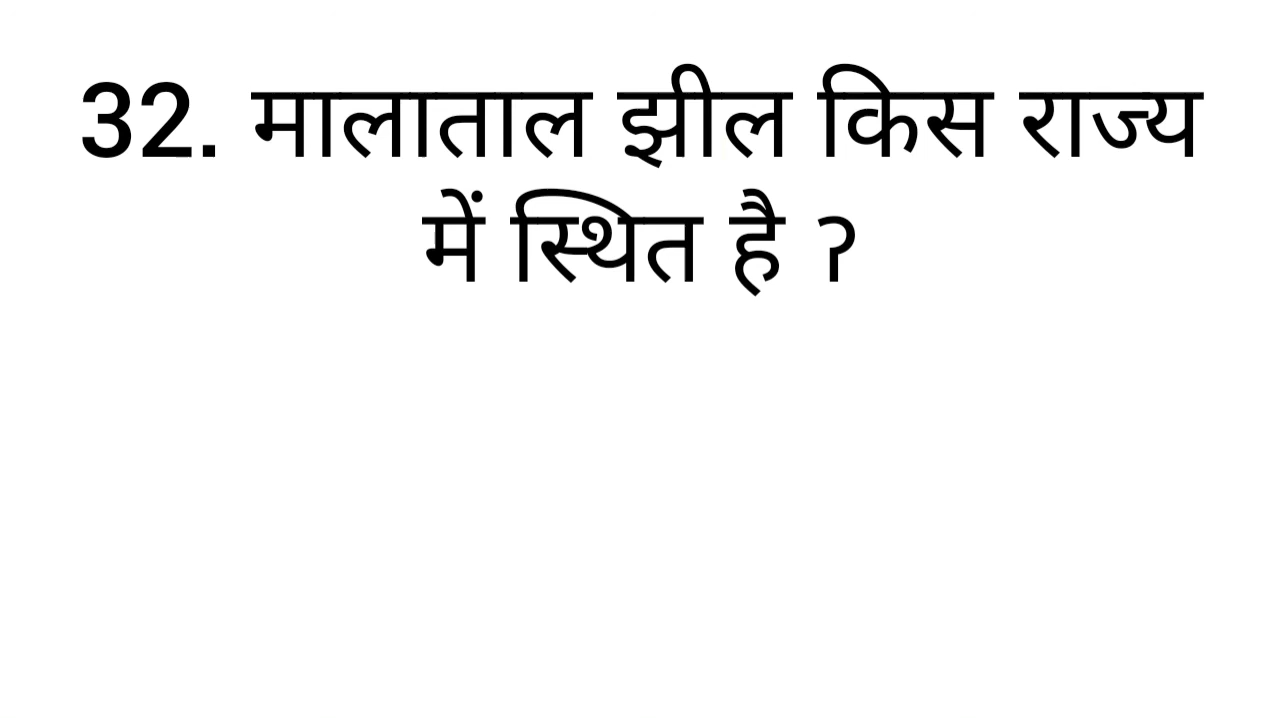 32. मालाताल झील किस राज्य
में स्थित है ?